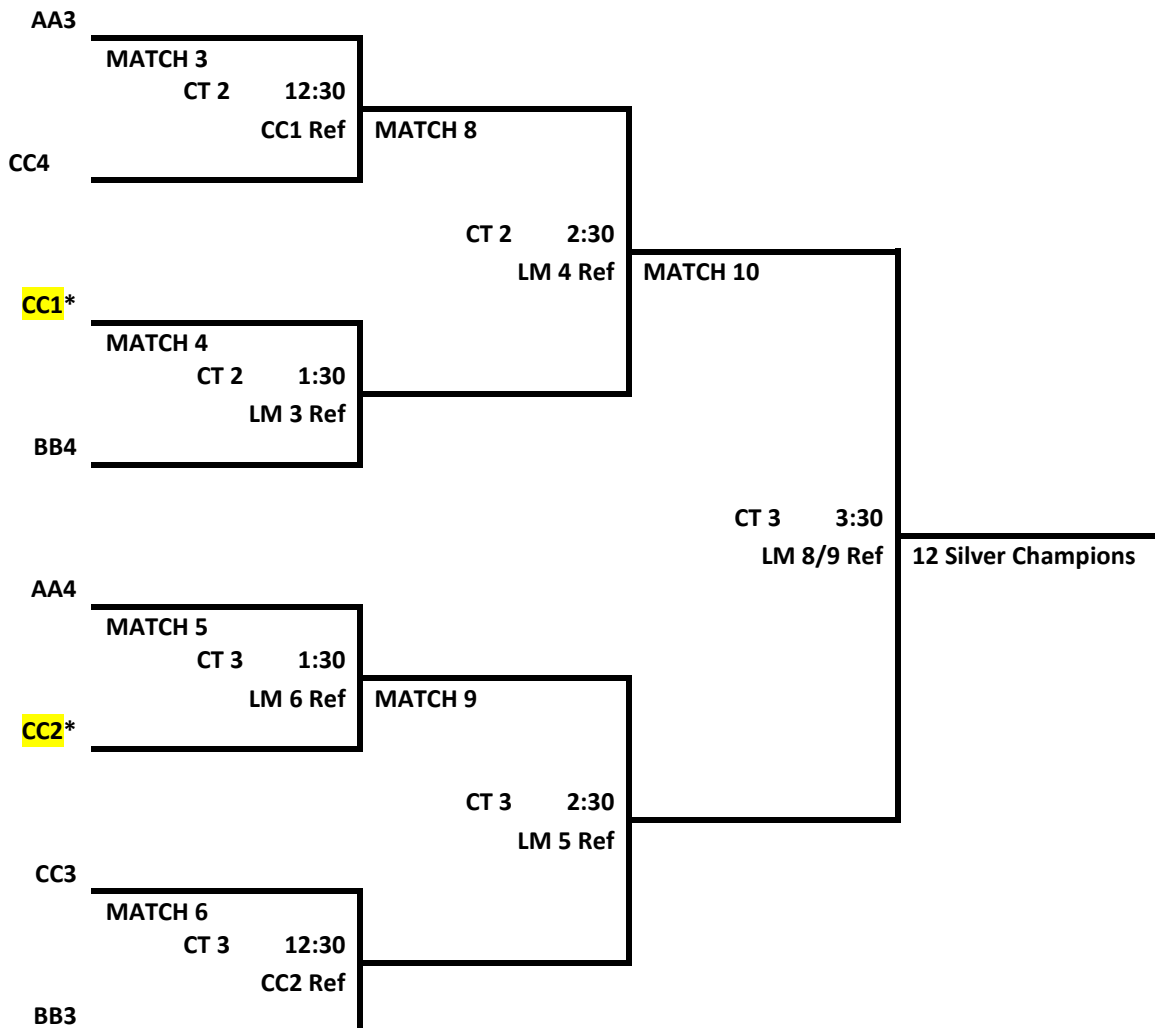 AA3
MATCH 3
CT 2 12:30
CC1 Ref
MATCH 8
CC4
CT 2 2:30
LM 4 Ref
MATCH 10
CC1*
MATCH 4
CT 2 1:30
LM 3 Ref
BB4
CT 3 3:30
LM 8/9 Ref
12 Silver Champions
AA4
MATCH 5
CT 3 1:30
LM 6 Ref
MATCH 9
CC2*
CT 3 2:30
LM 5 Ref
CC3
MATCH 6
CT 3 12:30
CC2 Ref
BB3